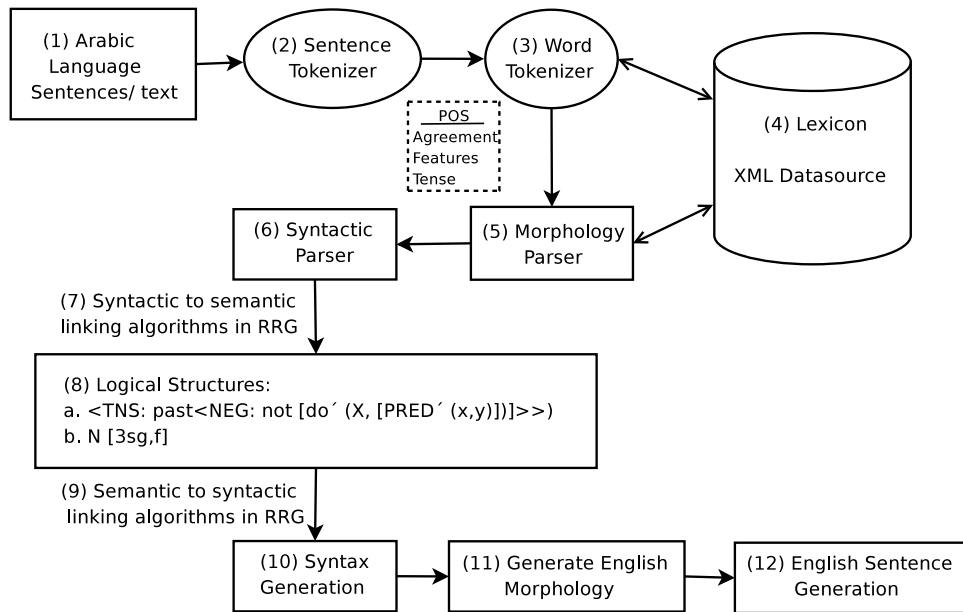 (1) Arabic
Language
Sentences/ text
(2) Sentence
Tokenizer
(3) Word
Tokenizer
(4) Lexicon
XML Datasource
POS
Agreement
Features
Tense
(5) Morphology
Parser
(6) Syntactic
Parser
(7) Syntactic to semantic
linking algorithms in RRG
(8) Logical Structures:
a. <TNS: past<NEG: not [do´ (X, [PRED´ (x,y)])]>>)
b. N [3sg,f]
(9) Semantic to syntactic
linking algorithms in RRG
(10) Syntax
Generation
(11) Generate English
Morphology
(12) English Sentence
Generation